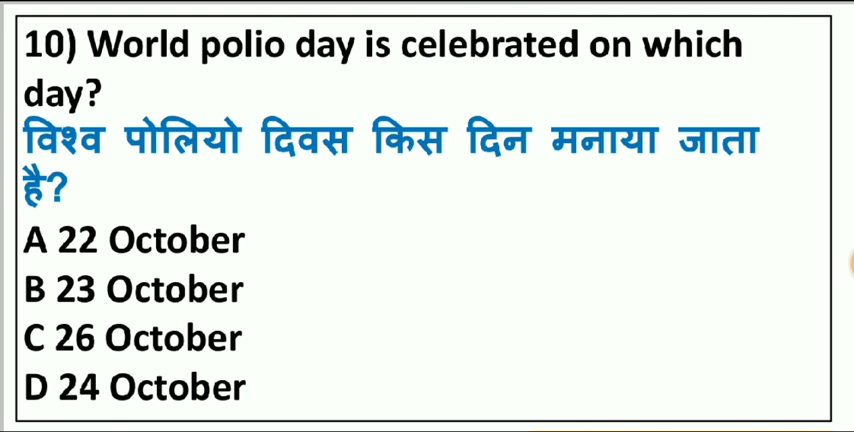 10) World polio day is celebrated on which
day?
विश्व पोलियो दिवस किस दिन मनाया जाता
है?
A 22 October
B 23 October
C 26 October
D 24 October